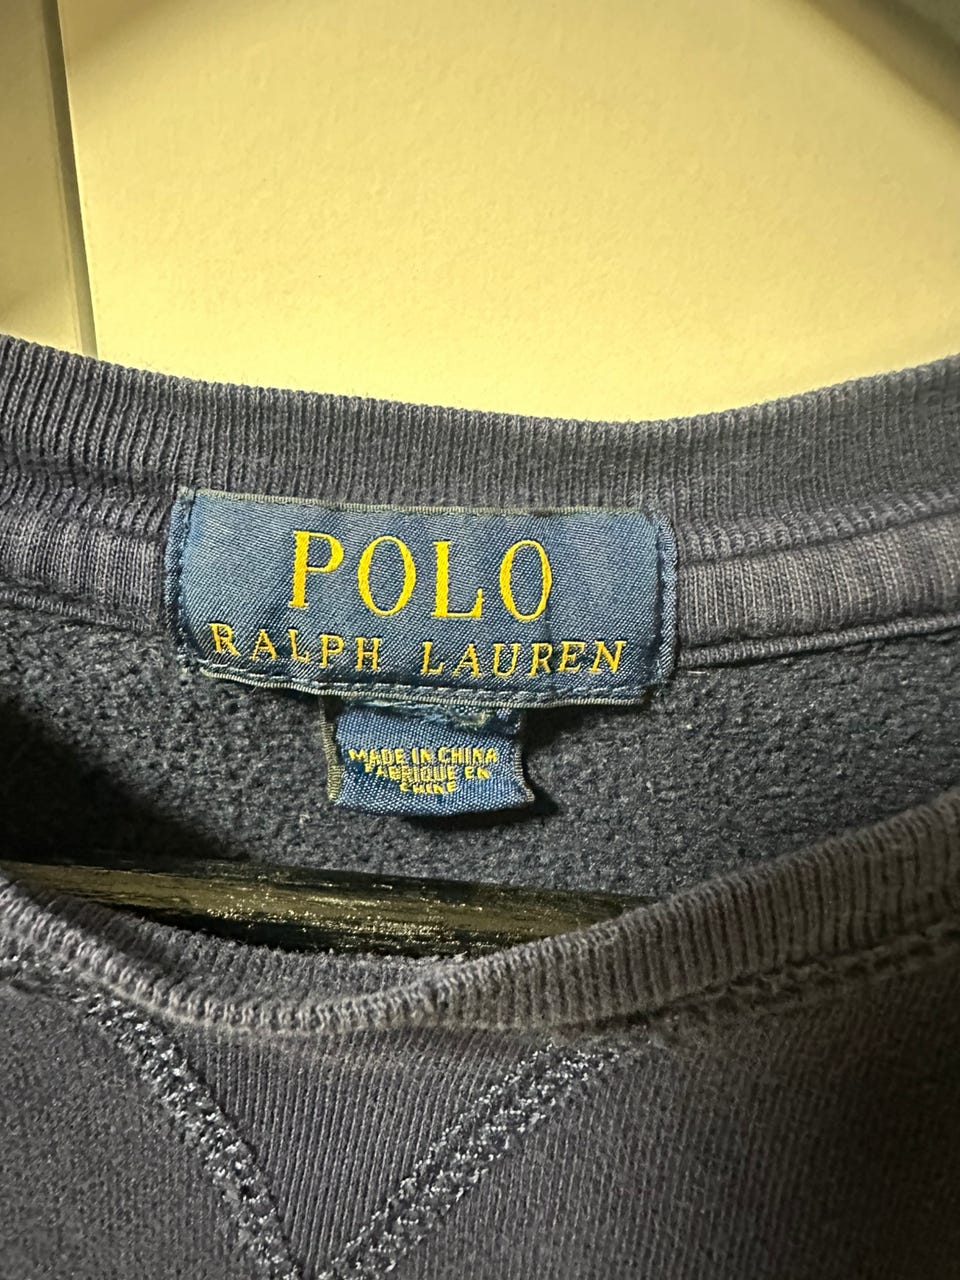 POLO
RALPH LAUREN
MADE IN CHINA
FABRIQUE EN
CHINE